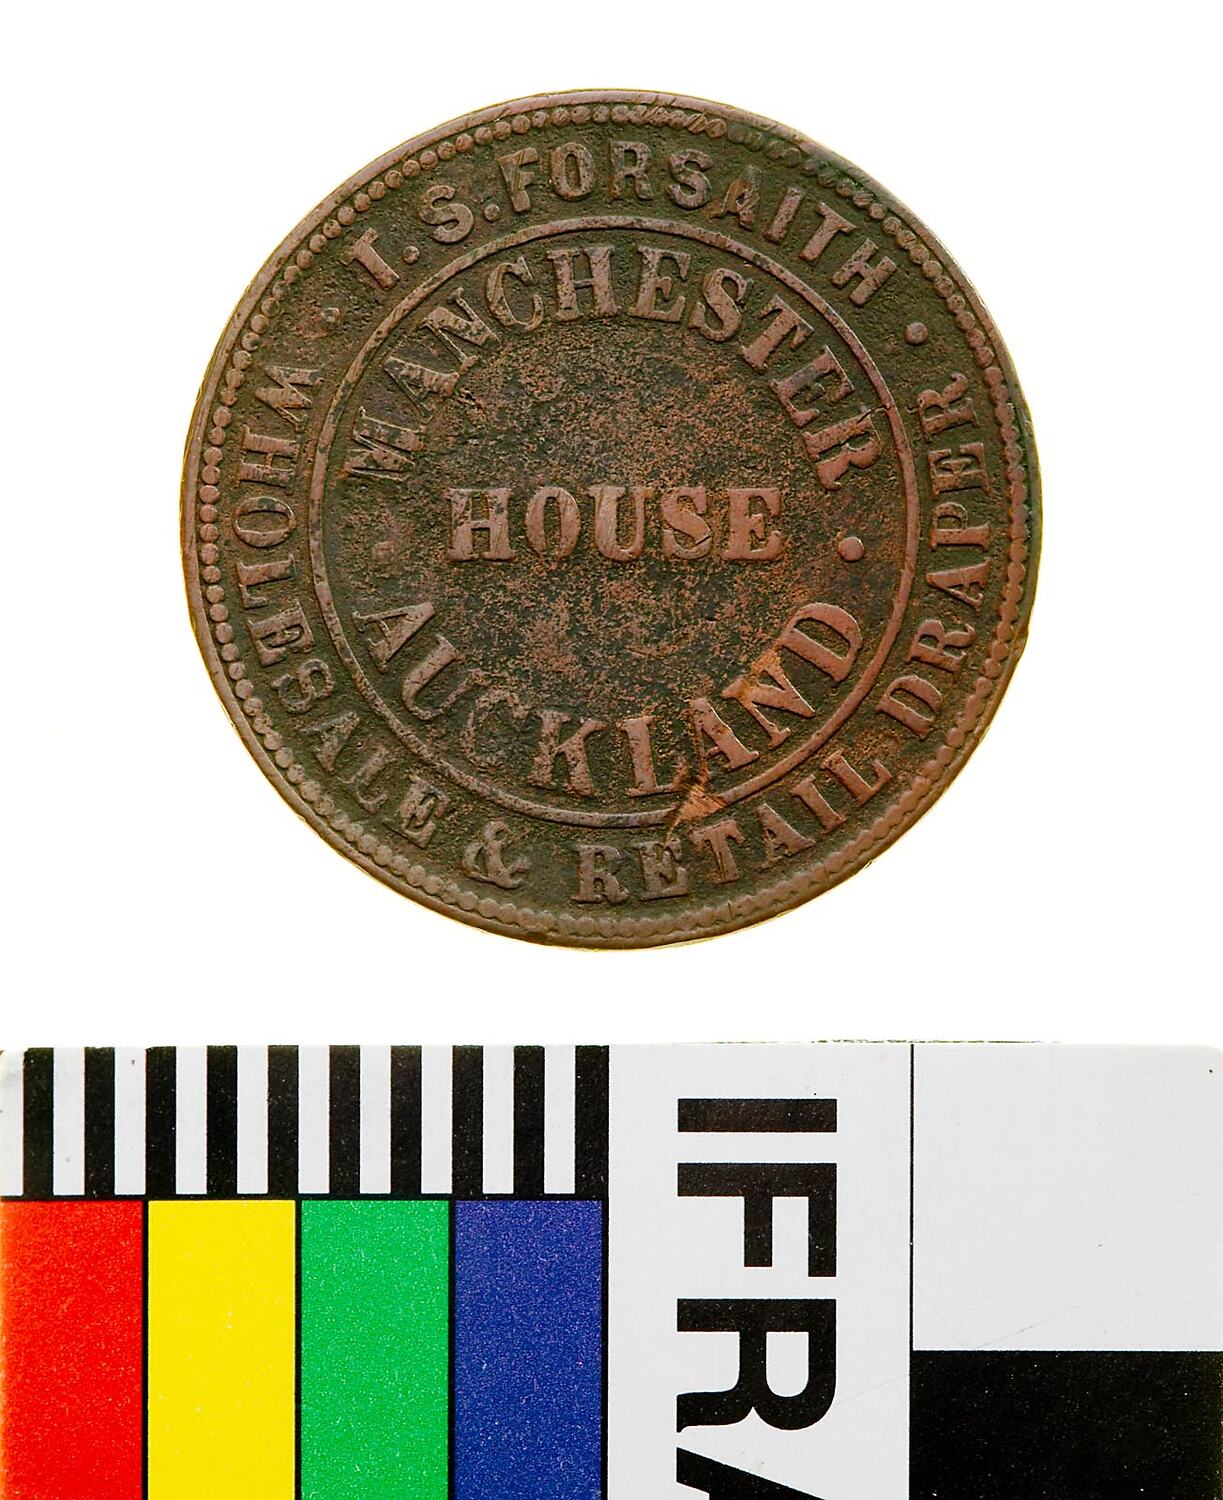 T. S. FORSAITH
WHOLESALE & RETAIL DRAPER
MANCHESTER
HOUSE
AUCKLAND
IFRA